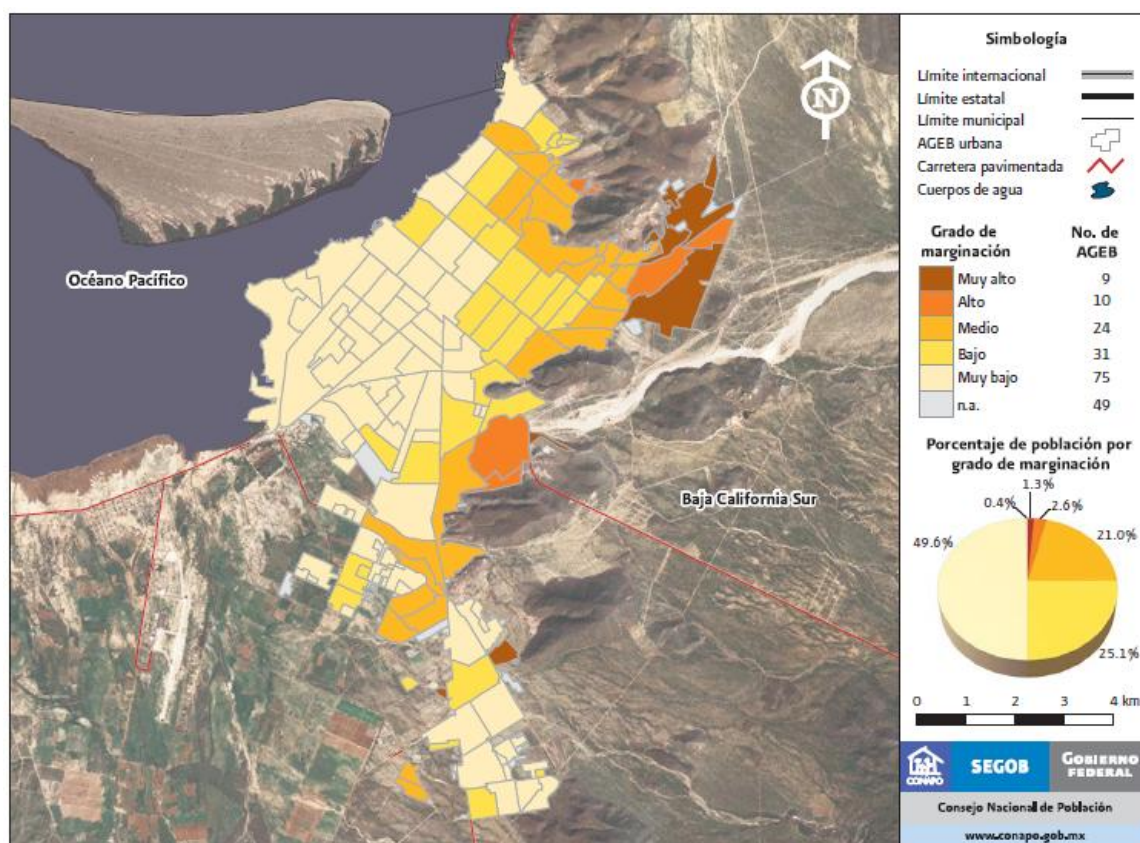 Océano Pacífico
Baja California Sur
N
Simbología
Límite internacional
Límite estatal
Límite municipal
AGEB urbana
Carretera pavimentada
Cuerpos de agua
Grado de marginación
No. de AGEB
Muy alto 9
Alto 10
Medio 24
Bajo 31
Muy bajo 75
n.a. 49
Porcentaje de población por
grado de marginación
1.3%
0.4% 2.6%
49.6% 21.0%
25.1%
0 1 2 3 4 km
CONAPO SEGOB GOBIERNO FEDERAL
Consejo Nacional de Población
www.conapo.gob.mx